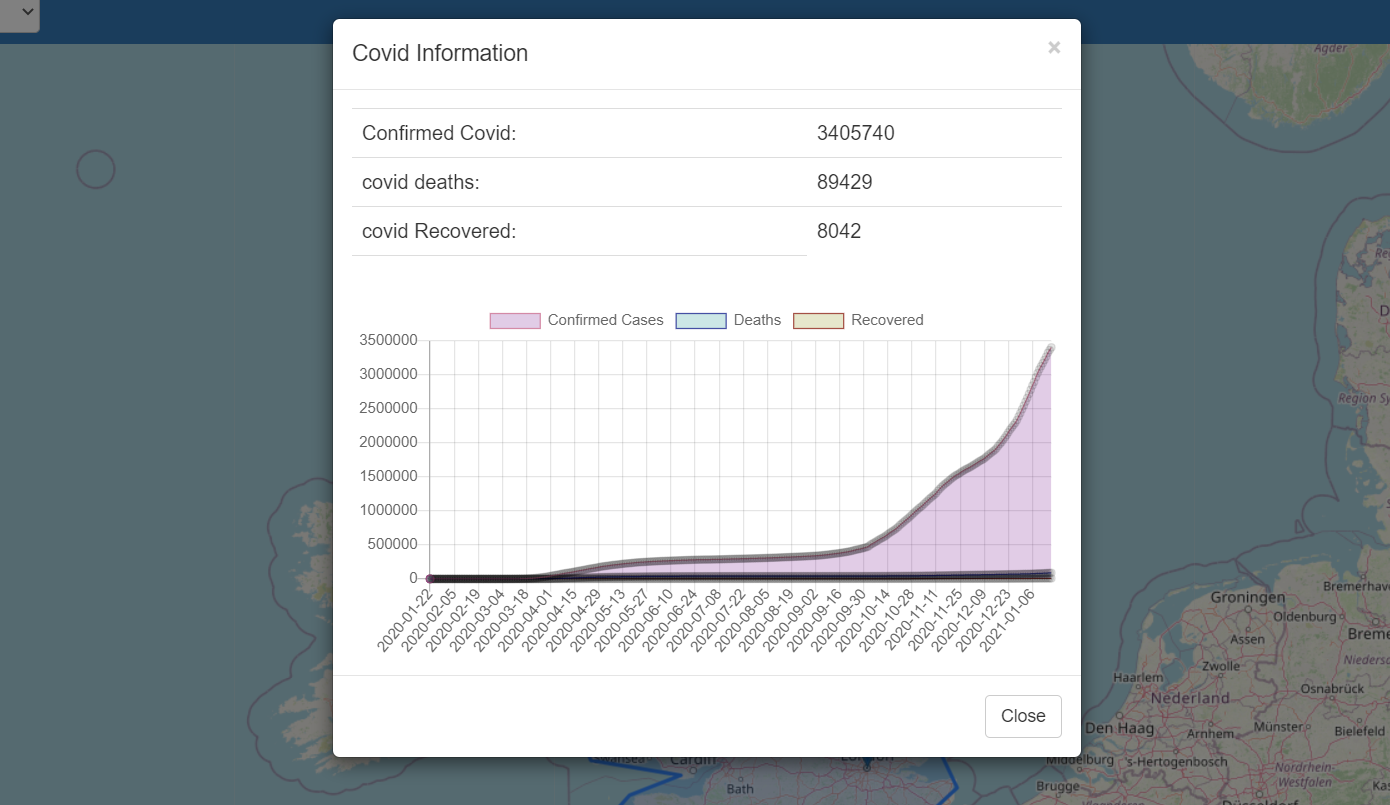 Agder
Covid Information ×
Confirmed Covid: 3405740
covid deaths: 89429
covid Recovered: 8042
Confirmed Cases Deaths Recovered
3500000
3000000
2500000
2000000
1500000
1000000
500000
0
2020-01-22 2020-02-05 2020-02-19 2020-03-04 2020-03-18 2020-04-01 2020-04-15 2020-04-29 2020-05-13 2020-05-27 2020-06-10 2020-06-24 2020-07-08 2020-07-22 2020-08-05 2020-08-19 2020-09-02 2020-09-16 2020-09-30 2020-10-14 2020-10-28 2020-11-11 2020-11-25 2020-12-09 2020-12-23 2021-01-06
Close
Region Sy
Bremerhav
Groningen
Oldenburg
Breme
Assen
Niedersa
Zwolle
Haarlem
Osnabrück
Nederland
Den Haag
Arnhem
Münster
Bielefeld
Middelburg
's-Hertogenbosch
Nordrhein-
Westfalen
Brugge
Cardiff
London
Bath